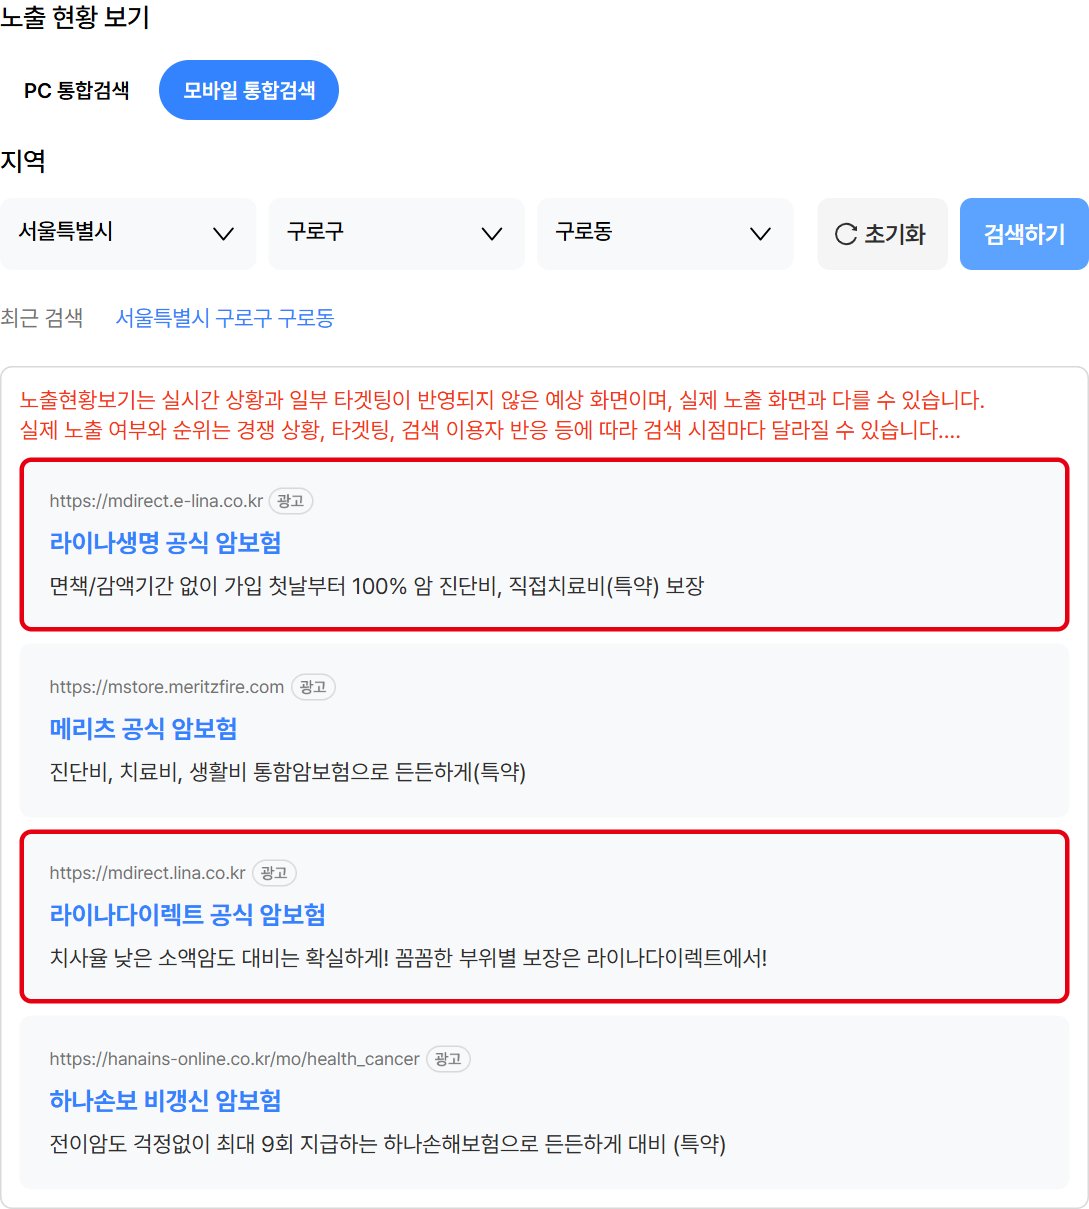 노출 현황 보기
PC 통합검색
모바일 통합검색
지역
서울특별시
구로구
구로동
초기화
검색하기
최근 검색
서울특별시 구로구 구로동
노출현황보기는 실시간 상황과 일부 타겟팅이 반영되지 않은 예상 화면이며, 실제 노출 화면과 다를 수 있습니다.
실제 노출 여부와 순위는 경쟁 상황, 타겟팅, 검색 이용자 반응 등에 따라 검색 시점마다 달라질 수 있습니다....
https://mdirect.e-lina.co.kr 광고
라이나생명 공식 암보험
면책/감액기간 없이 가입 첫날부터 100% 암 진단비, 직접치료비(특약) 보장
https://mstore.meritzfire.com 광고
메리츠 공식 암보험
진단비, 치료비, 생활비 통합암보험으로 든든하게(특약)
https://mdirect.lina.co.kr 광고
라이나다이렉트 공식 암보험
치사율 낮은 소액암도 대비는 확실하게! 꼼꼼한 부위별 보장은 라이나다이렉트에서!
https://hanains-online.co.kr/mo/health_cancer 광고
하나손보 비갱신 암보험
전이암도 걱정없이 최대 9회 지급하는 하나손해보험으로 든든하게 대비 (특약)